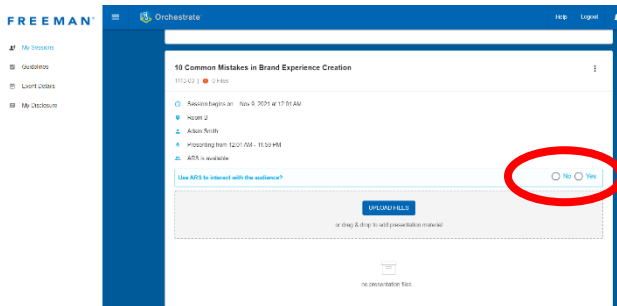 FREEMAN
Orchestrate
Help Logout
My Sessions
Guidelines
Event Details
My Disclosure
10 Common Mistakes in Brand Experience Creation
0 Files
Session begins on Nov 9, 2021 at 12:01 AM
Room B
Adam Smith
Presenting from 12:01 AM - 11:59 PM
ARS is available
Use ARS to interact with the audience?
No Yes
UPLOAD FILES
or drag & drop to add presentation material
no presentation files